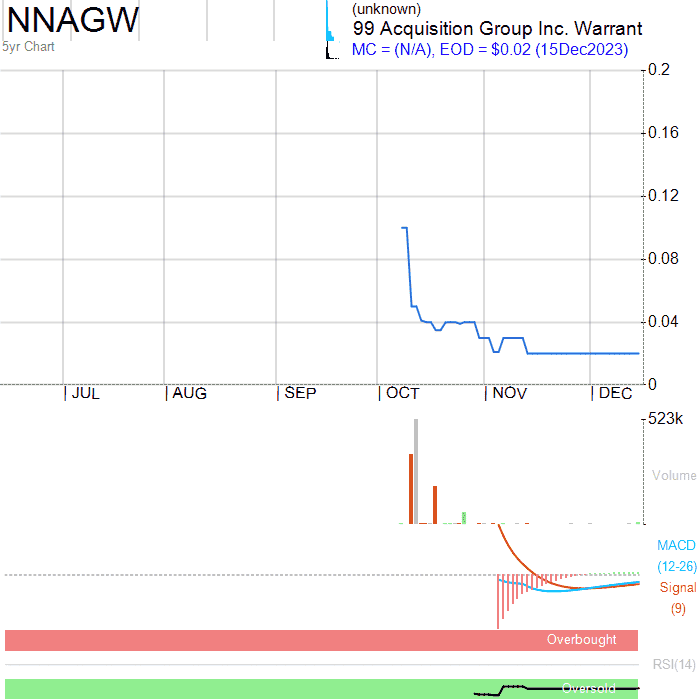 NNAGW
5yr Chart
(unknown)
99 Acquisition Group Inc. Warrant
MC = (N/A), EOD = $0.02 (15Dec2023)
0.2
0.16
0.12
0.08
0.04
0
JUL AUG SEP OCT NOV DEC
523k
Volume
MACD
(12-26)
Signal
(9)
Overbought
RSI(14)
Oversold